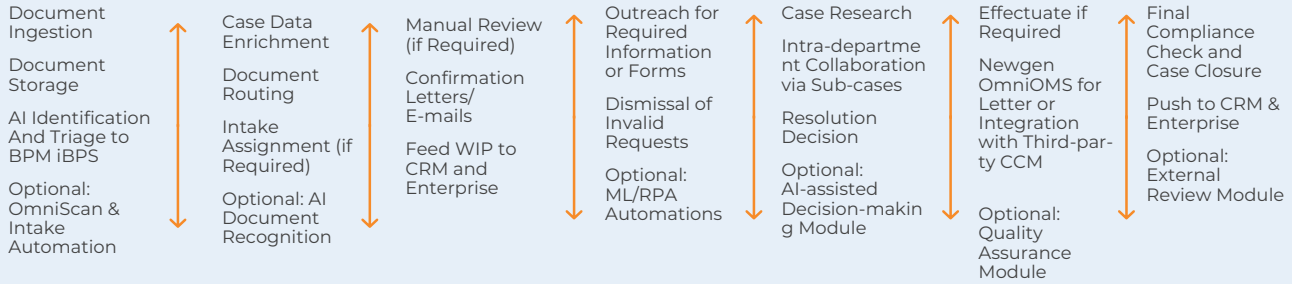 Document
Ingestion
Document
Storage
AI Identification
And Triage to
BPM iBPS
Optional:
OmniScan &
Intake
Automation
Case Data
Enrichment
Document
Routing
Intake
Assignment (if
Required)
Optional: AI
Document
Recognition
Manual Review
(if Required)
Confirmation
Letters/
E-mails
Feed WIP to
CRM and
Enterprise
Outreach for
Required
Information
or Forms
Dismissal of
Invalid
Requests
Optional:
ML/RPA
Automations
Case Research
Intra-departme
nt Collaboration
via Sub-cases
Resolution
Decision
Optional:
AI-assisted
Decision-makin
g Module
Effectuate if
Required
Newgen
OmniOMS for
Letter or
Integration
with Third-par-
ty CCM
Optional:
Quality
Assurance
Module
Final
Compliance
Check and
Case Closure
Push to CRM &
Enterprise
Optional:
External
Review Module